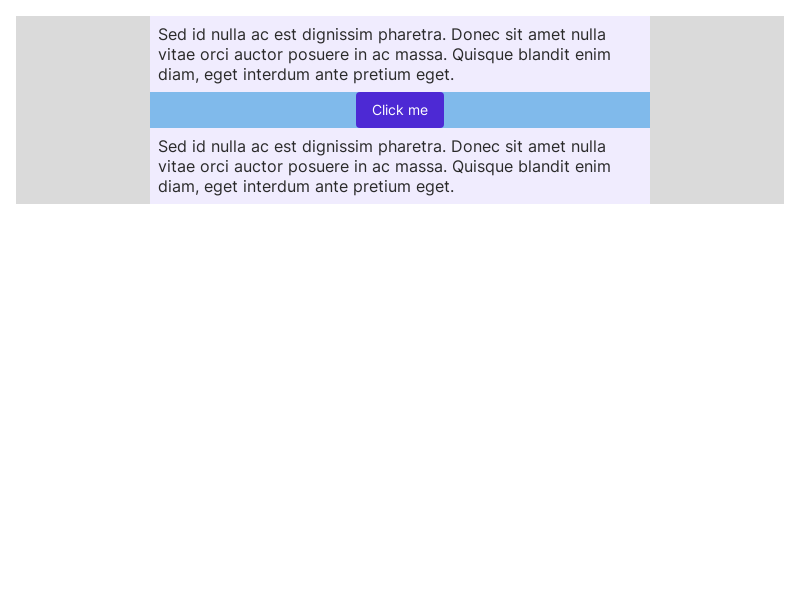 Sed id nulla ac est dignissim pharetra. Donec sit amet nulla
vitae orci auctor posuere in ac massa. Quisque blandit enim
diam, eget interdum ante pretium eget.
Click me
Sed id nulla ac est dignissim pharetra. Donec sit amet nulla
vitae orci auctor posuere in ac massa. Quisque blandit enim
diam, eget interdum ante pretium eget.